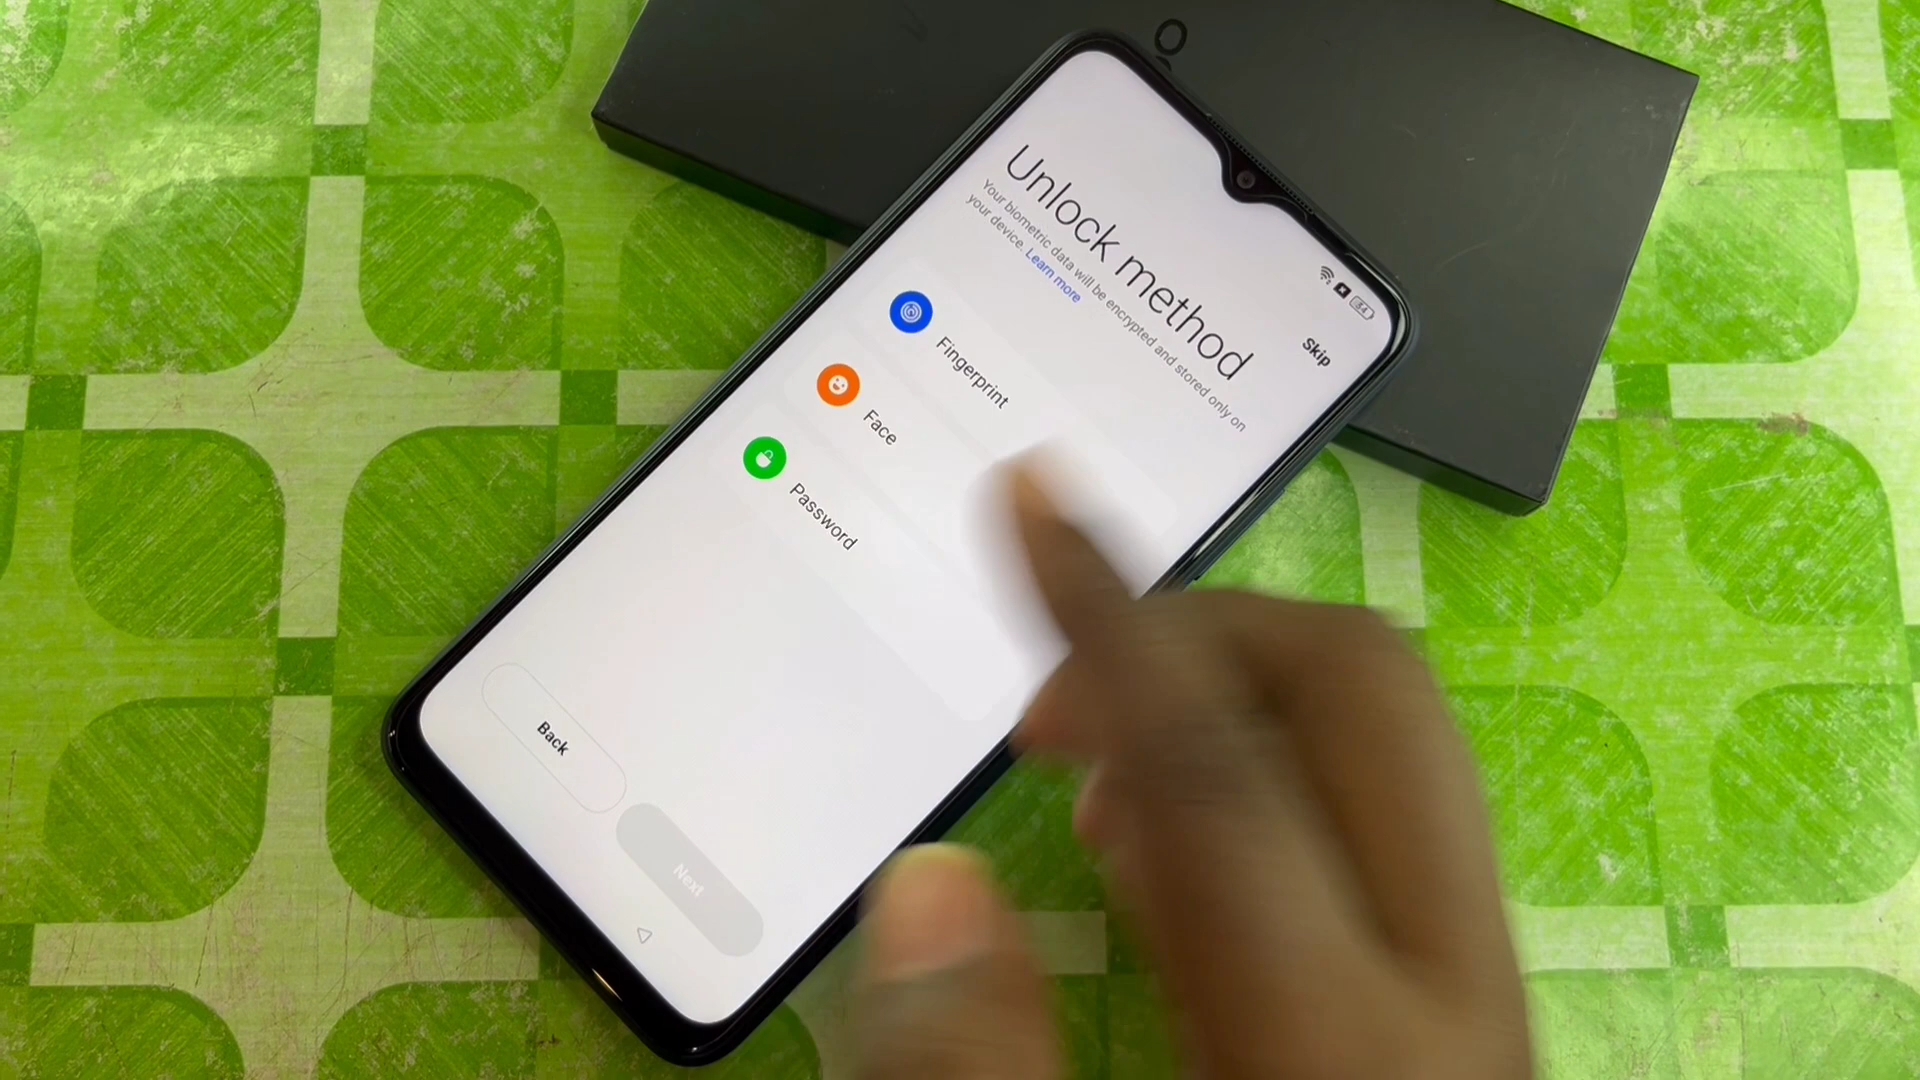 54
Skip
Unlock method
Your biometric data will be encrypted and stored only on
your device. Learn more
Fingerprint
Face
Password
Back
Next